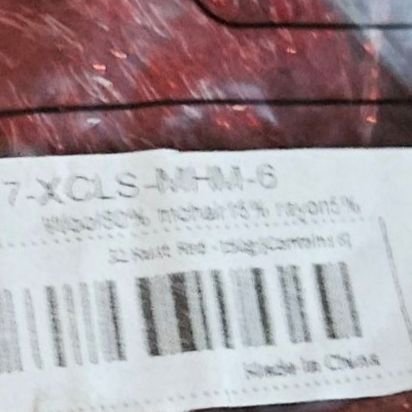 7-XCLS-MHM-6
Wool80% mohair15% rayon5%
Red
Made in China